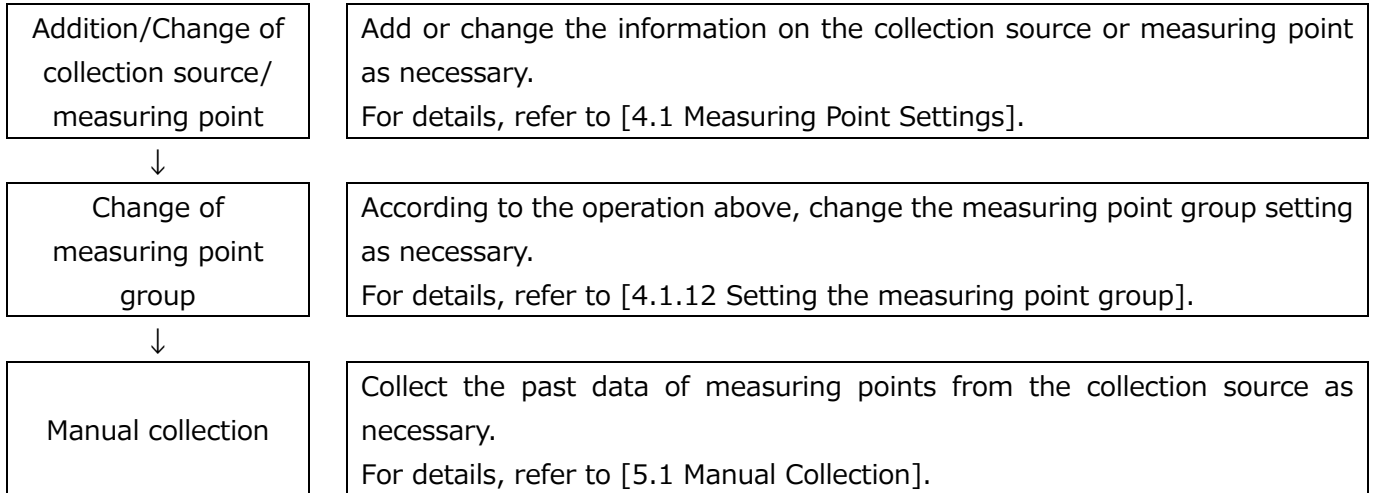 Addition/Change of
collection source/
measuring point
Add or change the information on the collection source or measuring point
as necessary.
For details, refer to [4.1 Measuring Point Settings].
↓
Change of
measuring point
group
According to the operation above, change the measuring point group setting
as necessary.
For details, refer to [4.1.12 Setting the measuring point group].
↓
Manual collection
Collect the past data of measuring points from the collection source as
necessary.
For details, refer to [5.1 Manual Collection].